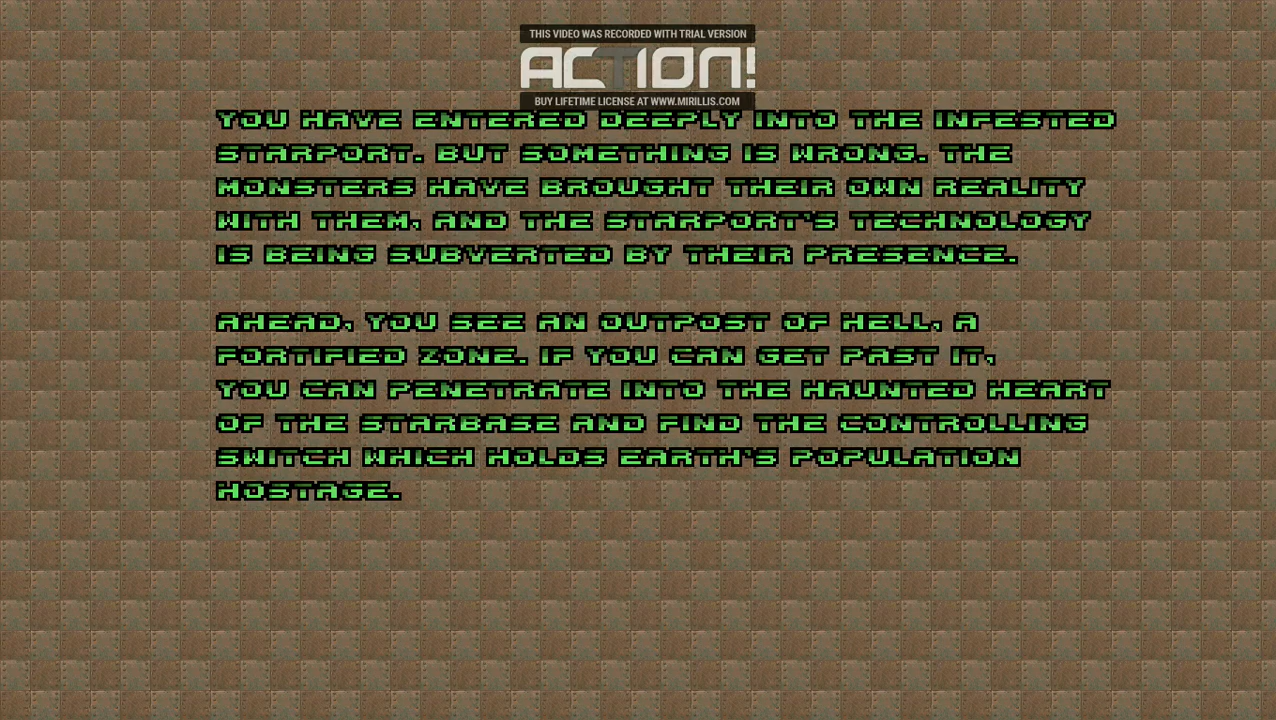 THIS VIDEO WAS RECORDED WITH TRIAL VERSION
ACTION!
BUY LIFETIME LICENSE AT WWW.MIRILLIS.COM
YOU HAVE ENTERED DEEPLY INTO THE INFESTED
STARPORT. BUT SOMETHING IS WRONG. THE
MONSTERS HAVE BROUGHT THEIR OWN REALITY
WITH THEM, AND THE STARPORT'S TECHNOLOGY
IS BEING SUBVERTED BY THEIR PRESENCE.
AHEAD, YOU SEE AN OUTPOST OF HELL, A
FORTIFIED ZONE. IF YOU CAN GET PAST IT,
YOU CAN PENETRATE INTO THE HAUNTED HEART
OF THE STARBASE AND FIND THE CONTROLLING
SWITCH WHICH HOLDS EARTH'S POPULATION
HOSTAGE.